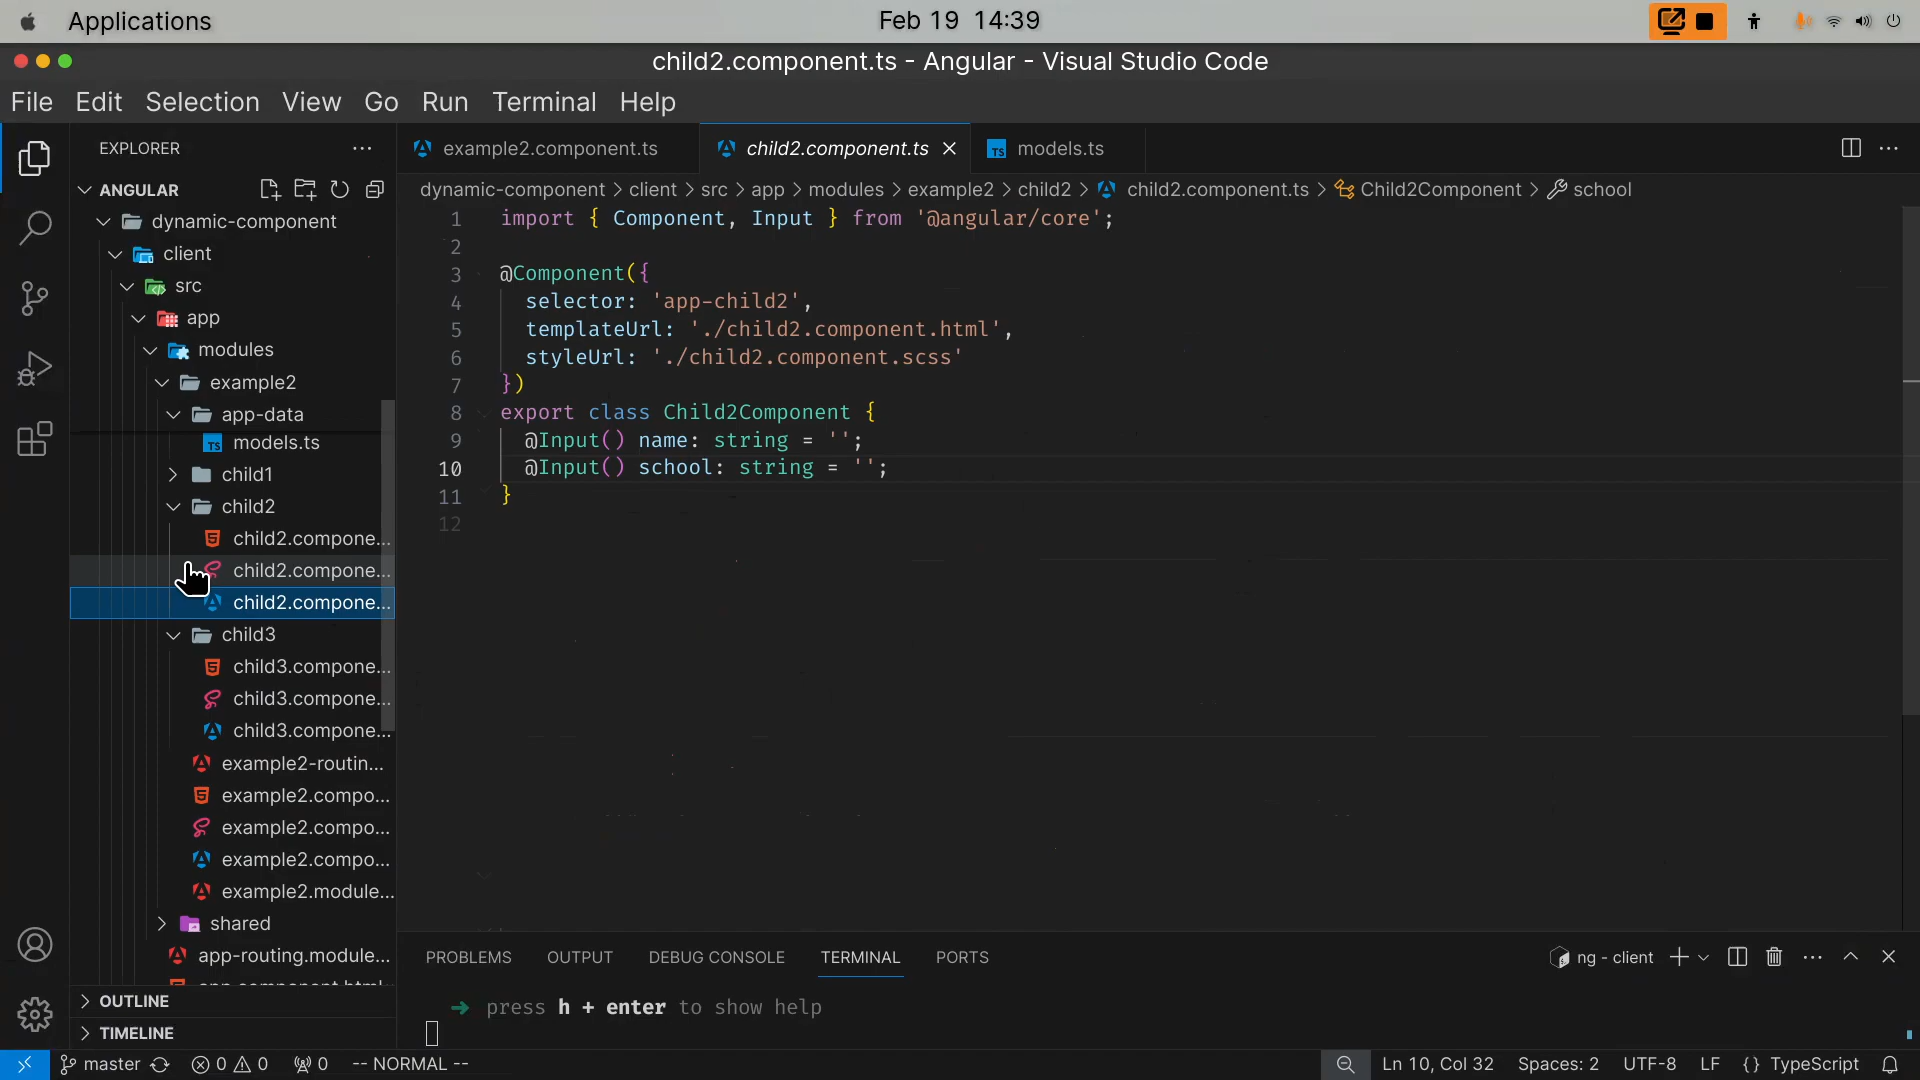 Applications
Feb 19 14:39
child2.component.ts - Angular - Visual Studio Code
File Edit Selection View Go Run Terminal Help
EXPLORER
example2.component.ts
child2.component.ts
models.ts
ANGULAR
dynamic-component > client > src > app > modules > example2 > child2 > child2.component.ts > Child2Component > school
dynamic-component
client
src
app
modules
example2
app-data
models.ts
child1
child2
child2.compone...
child2.compone...
child2.compone...
child3
child3.compone...
child3.compone...
child3.compone...
example2-routin...
example2.compo...
example2.compo...
example2.compo...
example2.module...
shared
app-routing.module...
app.component.html
OUTLINE
TIMELINE
1 import { Component, Input } from '@angular/core';
2
3 @Component({
4 selector: 'app-child2',
5 templateUrl: './child2.component.html',
6 styleUrl: './child2.component.scss'
7 })
8 export class Child2Component {
9 @Input() name: string = '';
10 @Input() school: string = '';
11 }
12
PROBLEMS OUTPUT DEBUG CONSOLE TERMINAL PORTS
ng - client
➜ press h + enter to show help
master 0 0 0 -- NORMAL --
Ln 10, Col 32 Spaces: 2 UTF-8 LF {} TypeScript